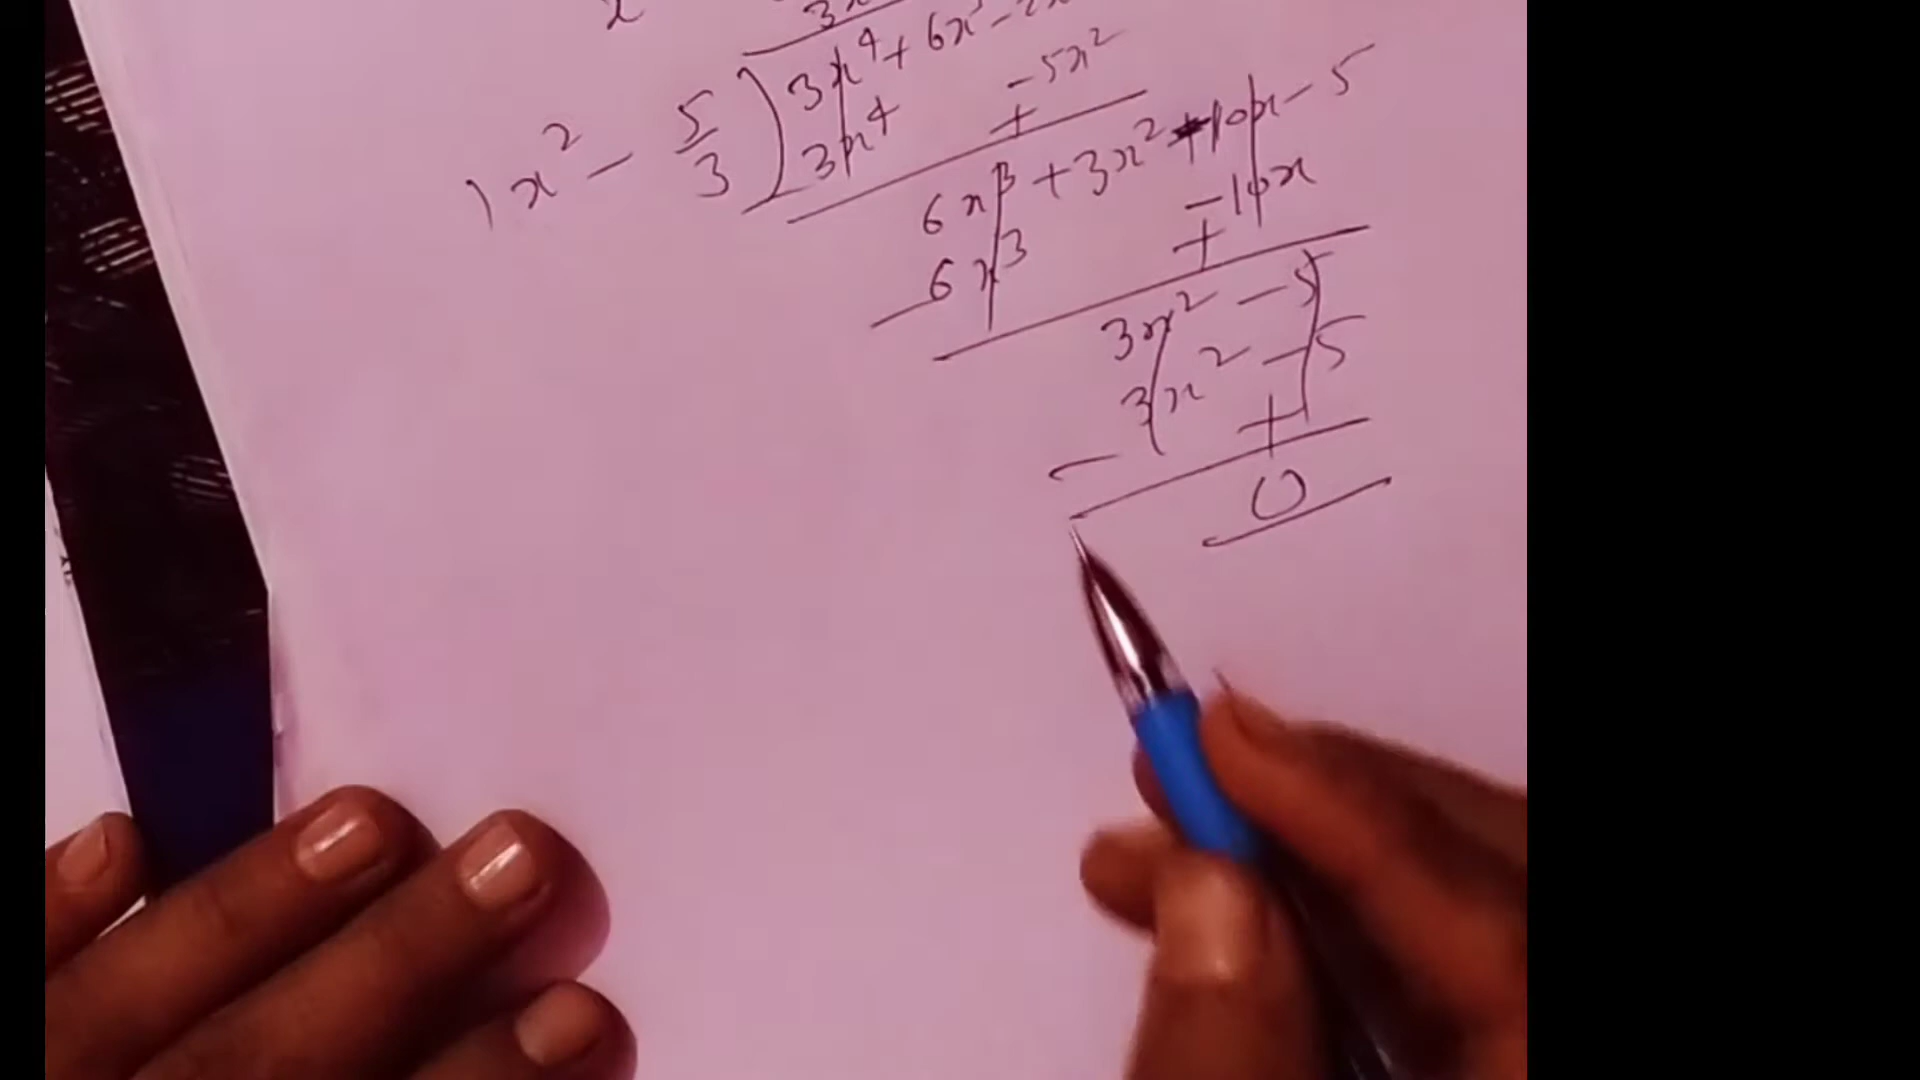 3x⁴ + 6x³ - 2x
- 5x²
x² - 5/3 ) 3x⁴
+
6x³ + 3x² - 10x - 5
6x³ - 10x
- +
3x² - 5
3x² - 5
- +
0